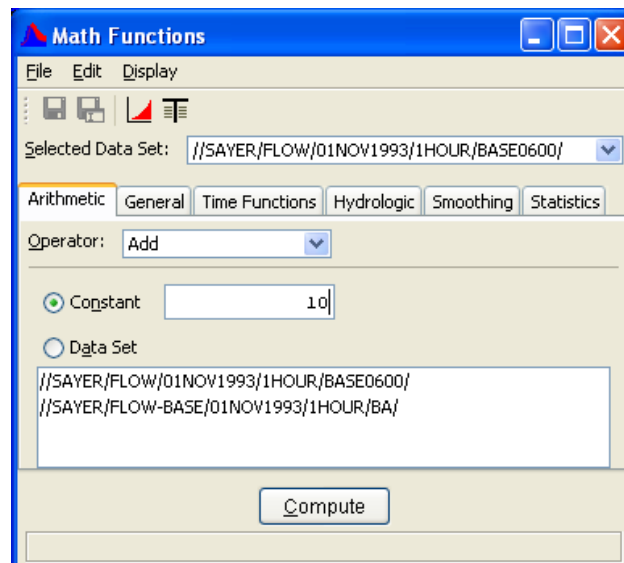 Math Functions
File Edit Display
Selected Data Set: //SAYER/FLOW/01NOV1993/1HOUR/BASE0600/
Arithmetic General Time Functions Hydrologic Smoothing Statistics
Operator: Add
Constant 10
Data Set
//SAYER/FLOW/01NOV1993/1HOUR/BASE0600/
//SAYER/FLOW-BASE/01NOV1993/1HOUR/BA/
Compute